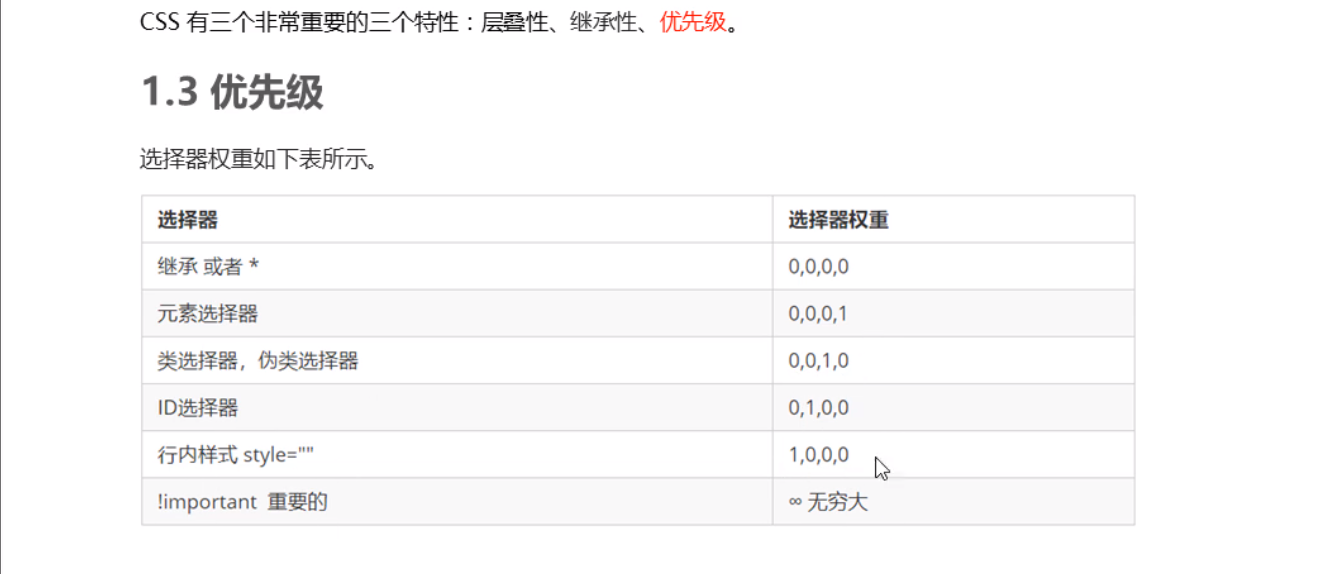 CSS 有三个非常重要的三个特性：层叠性、继承性、优先级。
1.3 优先级
选择器权重如下表所示。
选择器 选择器权重
继承 或者 * 0,0,0,0
元素选择器 0,0,0,1
类选择器，伪类选择器 0,0,1,0
ID选择器 0,1,0,0
行内样式 style="" 1,0,0,0
!important 重要的 ∞ 无穷大